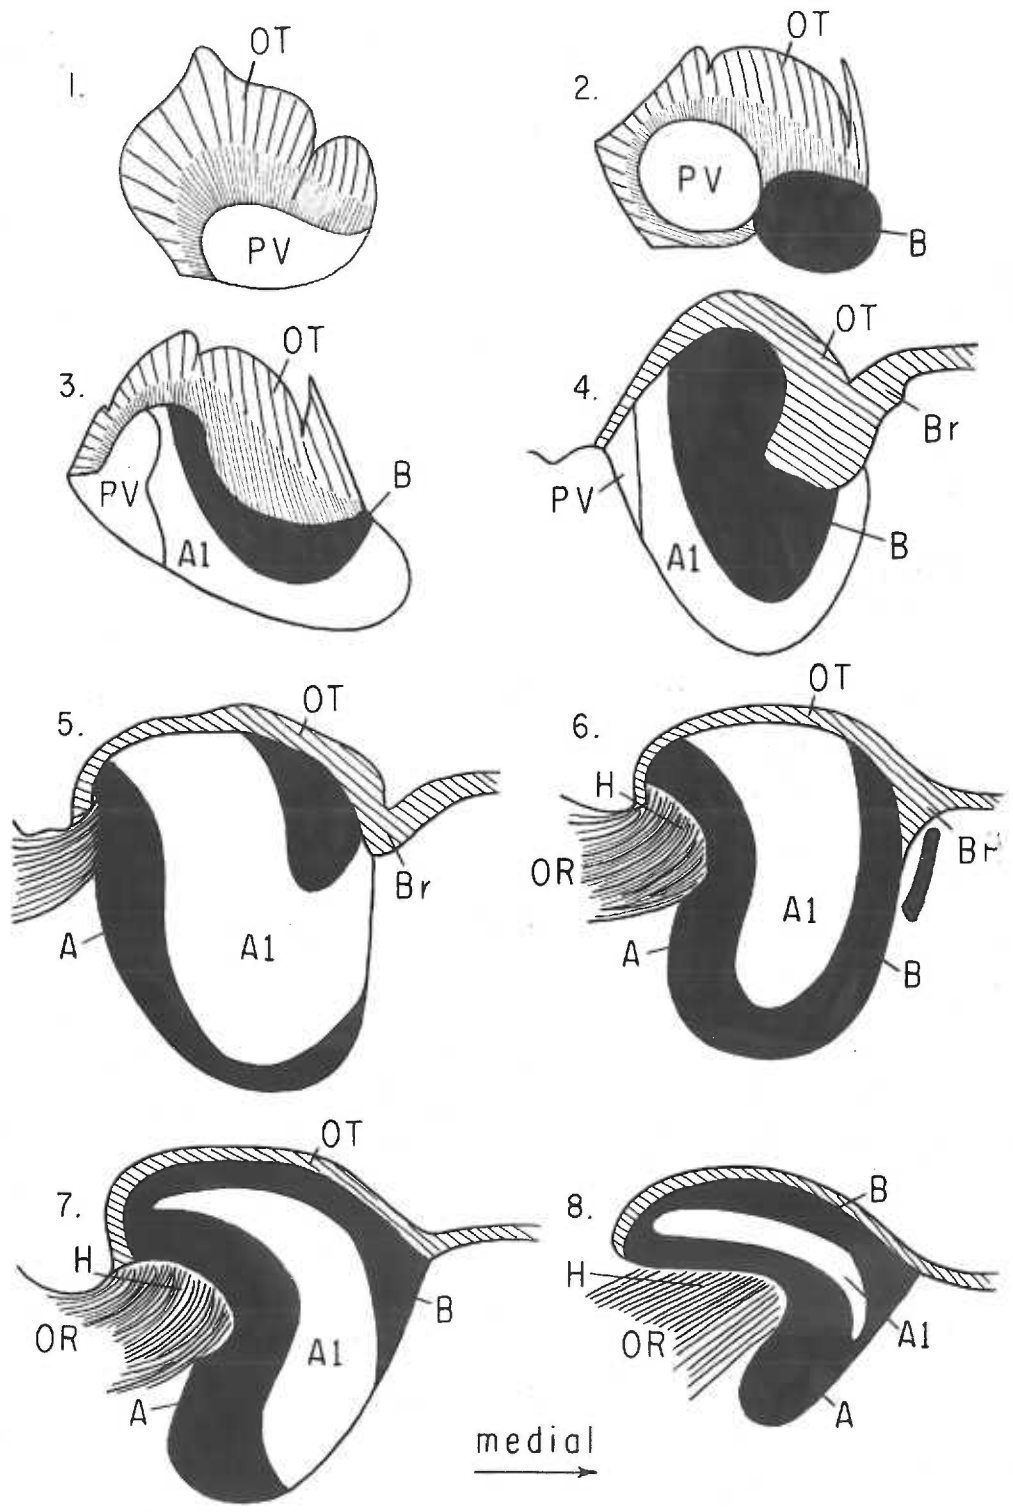 1.
OT
PV
2.
OT
PV
B
3.
OT
PV
A1
B
4.
OT
Br
PV
A1
B
5.
OT
Br
A
A1
6.
OT
H
OR
Br
A1
A
B
7.
OT
H
OR
B
A1
A
8.
B
H
OR
A1
A
medial